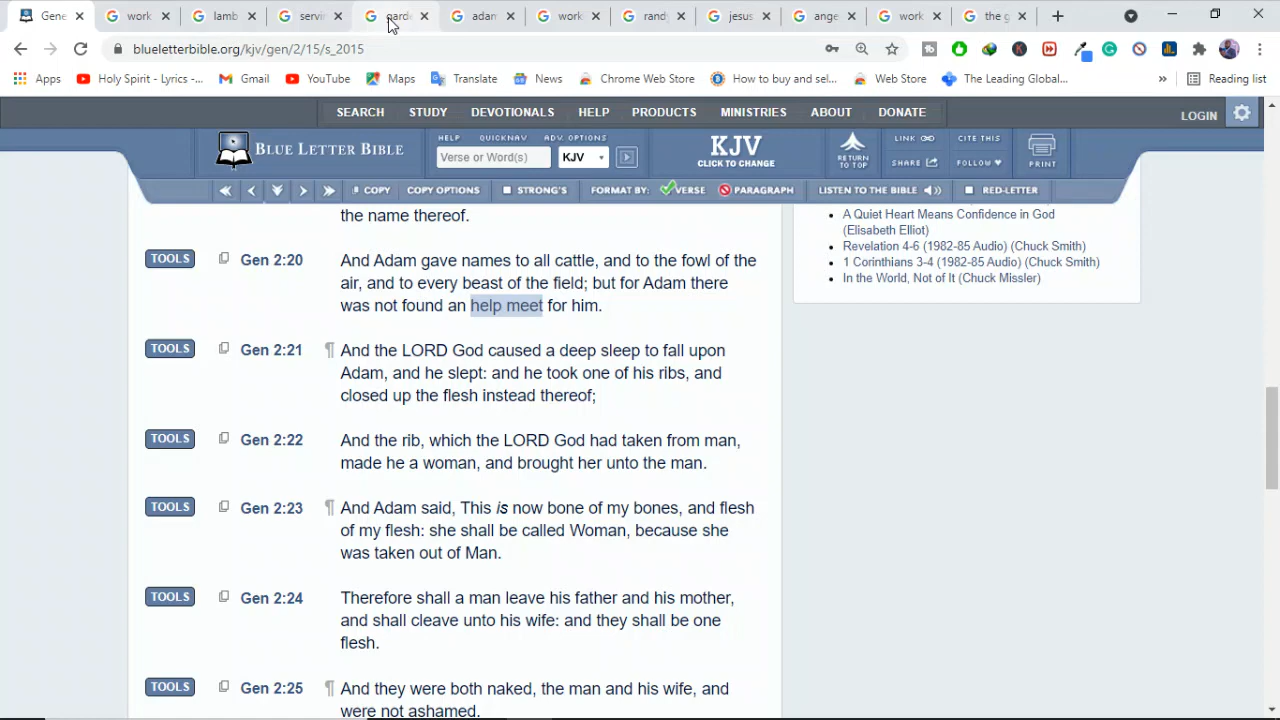 Gene
work
lamb
servin
gard
adam
work
randy
jesus
ange
work
the g
blueletterbible.org/kjv/gen/2/15/s_2015
Apps
Holy Spirit - Lyrics -...
Gmail
YouTube
Maps
Translate
News
Chrome Web Store
How to buy and sel...
Web Store
The Leading Global...
»
Reading list
SEARCH
STUDY
DEVOTIONALS
HELP
PRODUCTS
MINISTRIES
ABOUT
DONATE
LOGIN
BLUE LETTER BIBLE
HELP
QUICKNAV
ADV. OPTIONS
Verse or Word(s)
KJV
KJV
CLICK TO CHANGE
RETURN
TO TOP
LINK
CITE THIS
SHARE
FOLLOW
PRINT
COPY
COPY OPTIONS
STRONG'S
FORMAT BY:
VERSE
PARAGRAPH
LISTEN TO THE BIBLE
RED-LETTER
the name thereof.
TOOLS
Gen 2:20
And Adam gave names to all cattle, and to the fowl of the
air, and to every beast of the field; but for Adam there
was not found an help meet for him.
TOOLS
Gen 2:21
¶ And the LORD God caused a deep sleep to fall upon
Adam, and he slept: and he took one of his ribs, and
closed up the flesh instead thereof;
TOOLS
Gen 2:22
And the rib, which the LORD God had taken from man,
made he a woman, and brought her unto the man.
TOOLS
Gen 2:23
¶ And Adam said, This is now bone of my bones, and flesh
of my flesh: she shall be called Woman, because she
was taken out of Man.
TOOLS
Gen 2:24
Therefore shall a man leave his father and his mother,
and shall cleave unto his wife: and they shall be one
flesh.
TOOLS
Gen 2:25
¶ And they were both naked, the man and his wife, and
were not ashamed.
A Quiet Heart Means Confidence in God
(Elisabeth Elliot)
Revelation 4-6 (1982-85 Audio) (Chuck Smith)
1 Corinthians 3-4 (1982-85 Audio) (Chuck Smith)
In the World, Not of It (Chuck Missler)